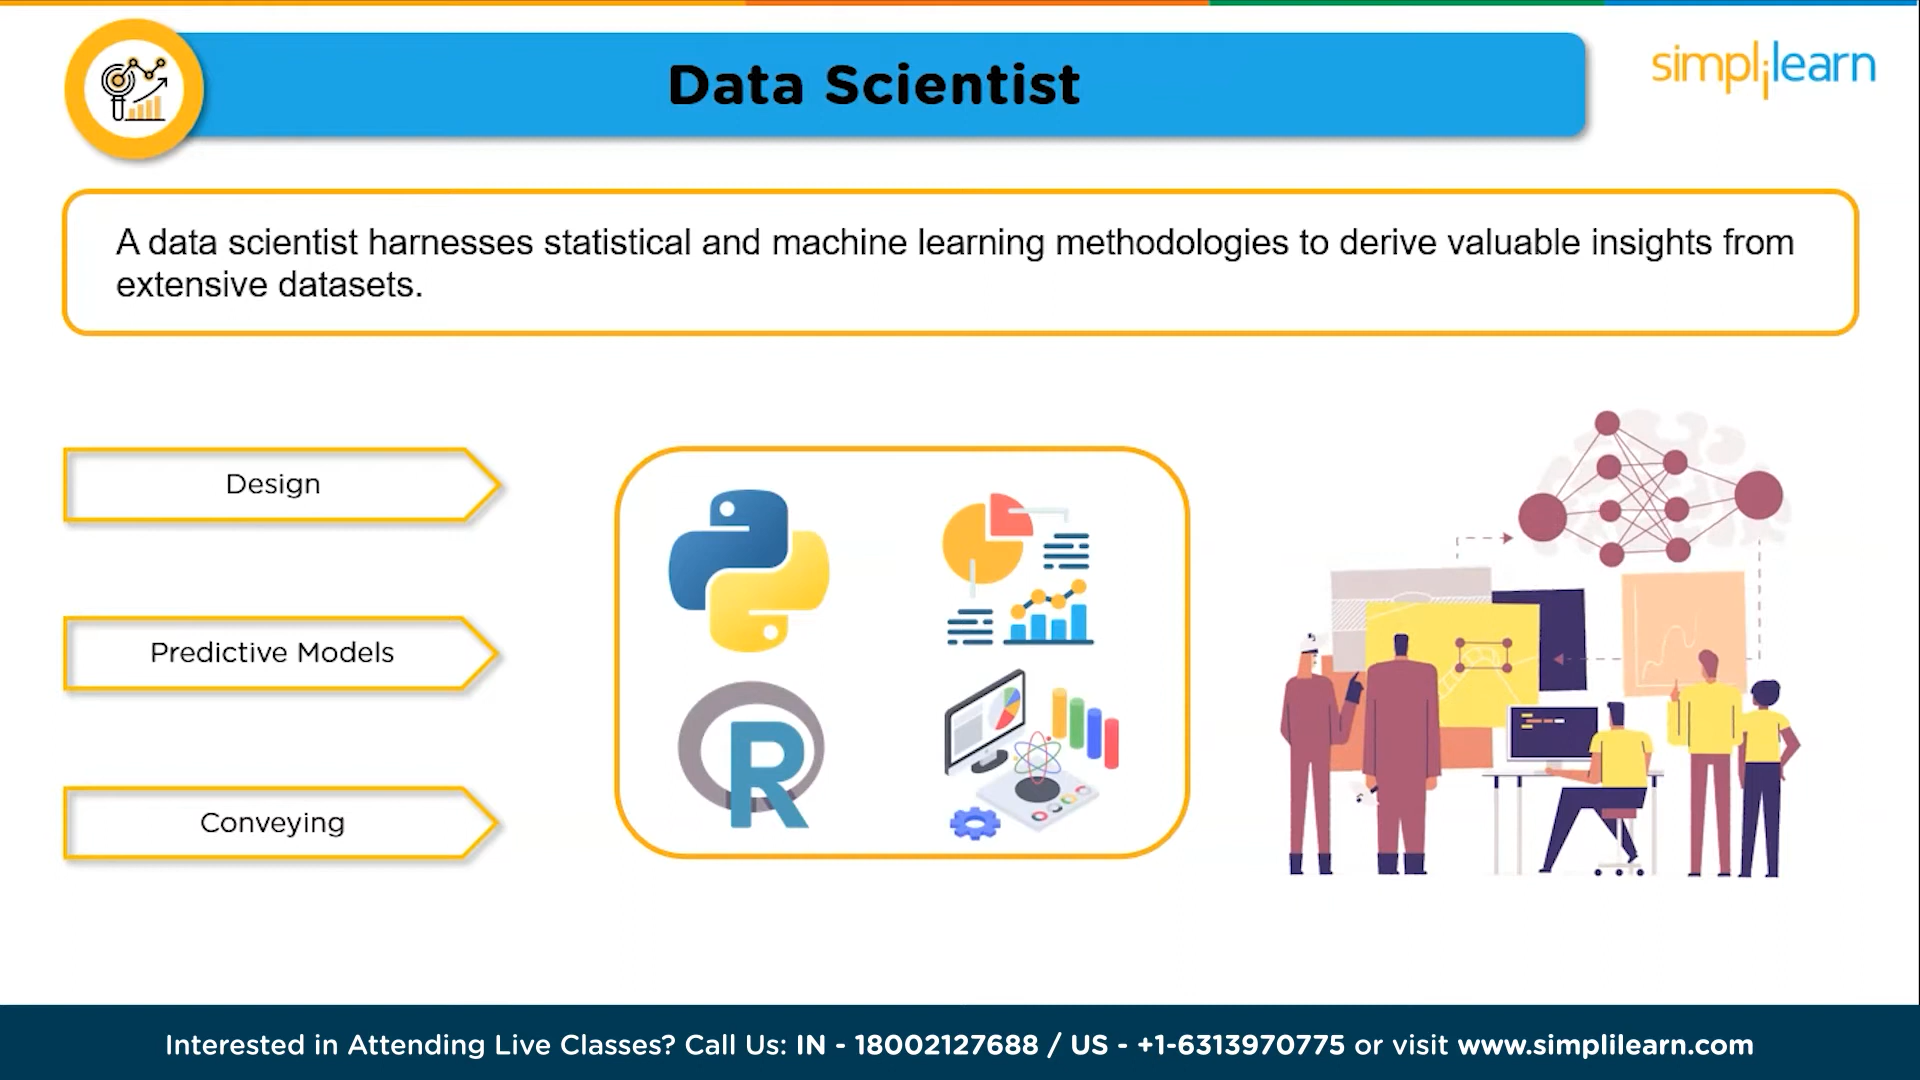 Data Scientist
simplilearn
A data scientist harnesses statistical and machine learning methodologies to derive valuable insights from
extensive datasets.
Design
Predictive Models
Conveying
R
Interested in Attending Live Classes? Call Us: IN - 18002127688 / US - +1-6313970775 or visit www.simplilearn.com